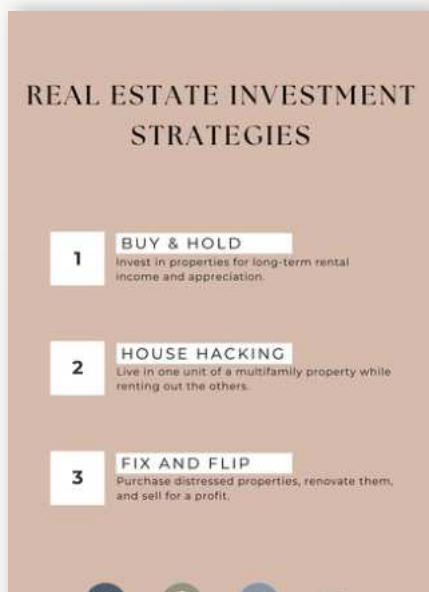 REAL ESTATE INVESTMENT
STRATEGIES
1
BUY & HOLD
Invest in properties for long-term rental
income and appreciation.
2
HOUSE HACKING
Live in one unit of a multifamily property while
renting out the others.
3
FIX AND FLIP
Purchase distressed properties, renovate them,
and sell for a profit.